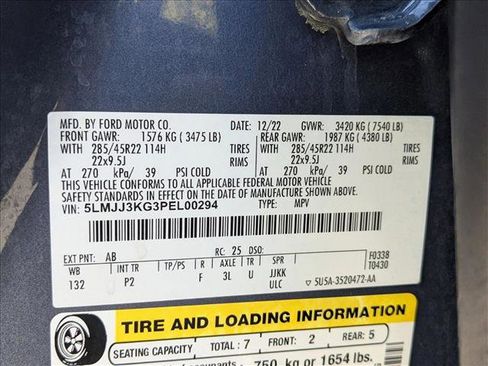 MFD. BY FORD MOTOR CO. DATE: 12/22 GVWR: 3420 KG (7540 LB)
FRONT GAWR: 1576 KG (3475 LB) REAR GAWR: 1987 KG (4380 LB)
WITH 285/45R22 114H TIRES WITH 285/45R22 114H TIRES
22x9.5J RIMS 22x9.5J RIMS
AT 270 kPa/ 39 PSI COLD AT 270 kPa/ 39 PSI COLD
THIS VEHICLE CONFORMS TO ALL APPLICABLE FEDERAL MOTOR VEHICLE
SAFETY STANDARDS IN EFFECT ON THE DATE OF MANUFACTURE SHOWN ABOVE.
VIN: 5LMJJ3KG3PEL00294 TYPE: MPV
EXT PNT: AB RC: 25 DSO: F0338
WB INT TR TP/PS R AXLE TR SPR T0430
132 P2 F 3L U JJKK
ULC ▽ 5U5A-3520472-AA
TIRE AND LOADING INFORMATION
SEATING CAPACITY TOTAL : 7 FRONT: 2 REAR: 5
750 kg or 1654 lbs.